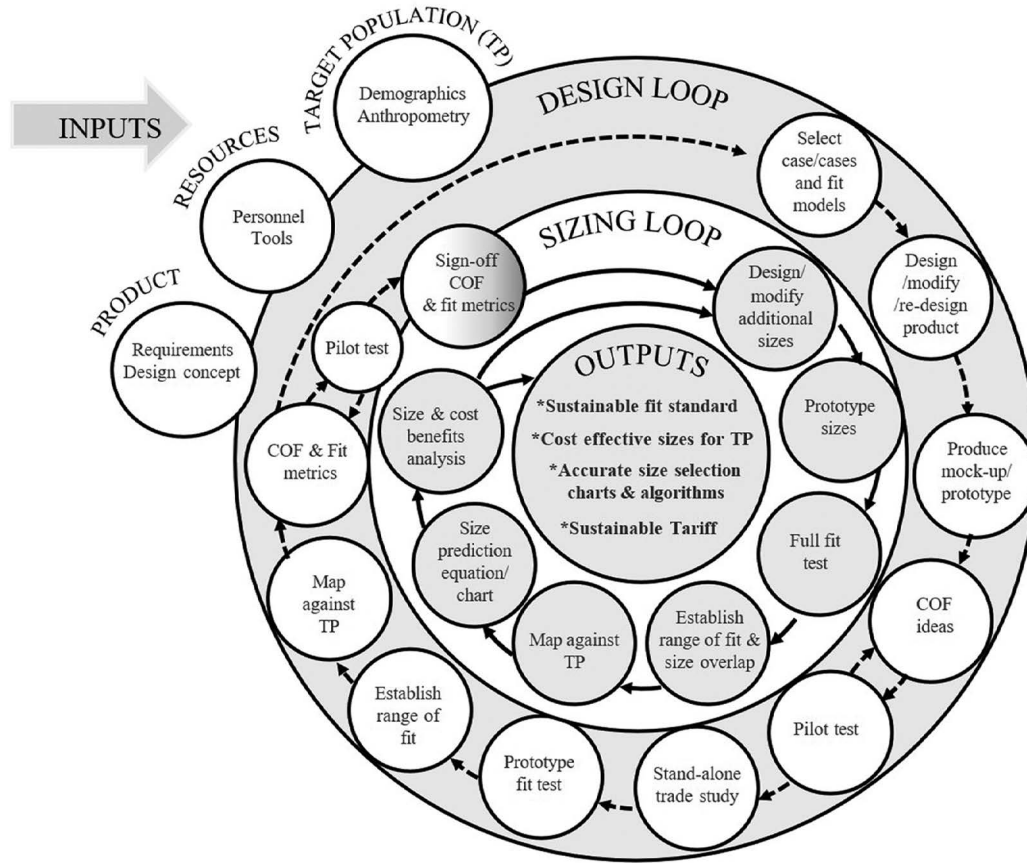 INPUTS
PRODUCT
Requirements
Design concept
RESOURCES
Personnel
Tools
TARGET POPULATION (TP)
Demographics
Anthropometry
DESIGN LOOP
Select
case/cases
and fit
models
Design
/modify
/re-design
product
Produce
mock-up/
prototype
COF
ideas
Pilot test
Stand-alone
trade study
Prototype
fit test
Establish
range of
fit
Map
against
TP
COF & Fit
metrics
Pilot test
Sign-off
COF
& fit metrics
SIZING LOOP
Design/
modify
additional
sizes
Prototype
sizes
Full fit
test
Establish
range of fit &
size overlap
Map against
TP
Size
prediction
equation/
chart
Size & cost
benefits
analysis
OUTPUTS
*Sustainable fit standard
*Cost effective sizes for TP
*Accurate size selection
charts & algorithms
*Sustainable Tariff